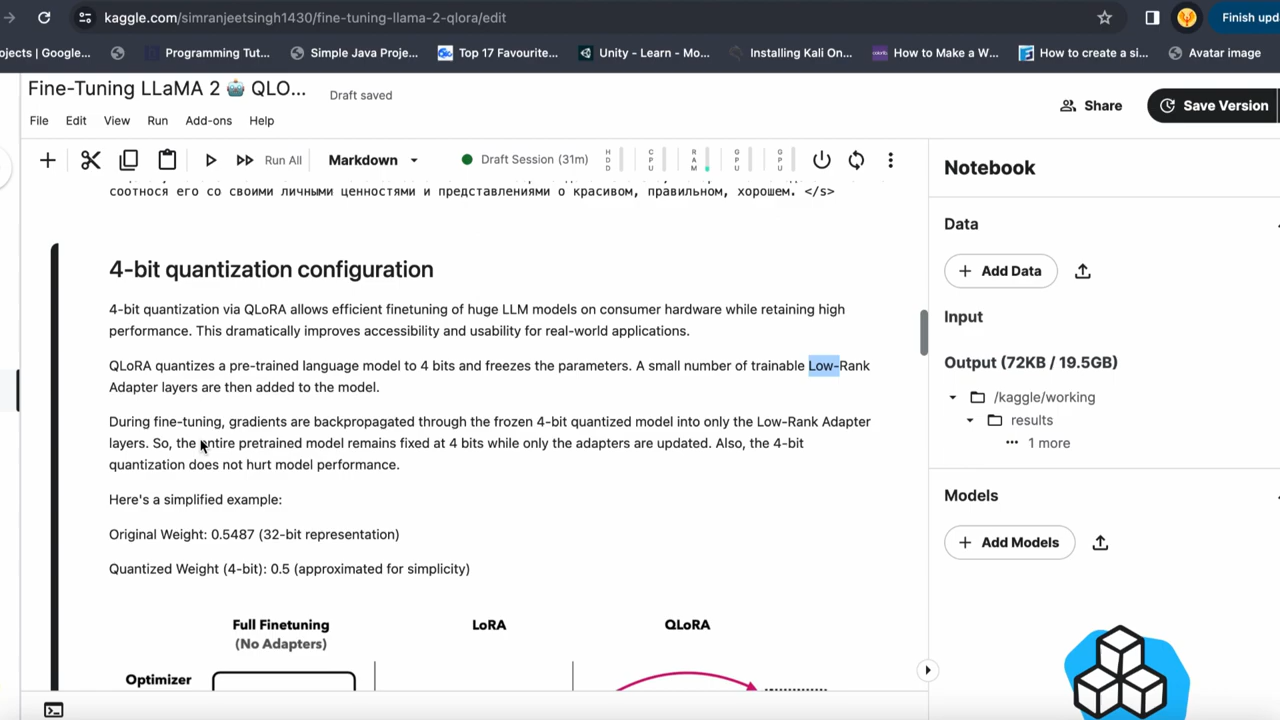 kaggle.com/simranjeetsingh1430/fine-tuning-llama-2-qlora/edit
Finish upd
ojects | Google...
Programming Tut...
Simple Java Proje...
Top 17 Favourite...
Unity - Learn - Mo...
Installing Kali On...
How to Make a W...
How to create a si...
Avatar image
Fine-Tuning LLaMA 2 🤖 QLO...
Draft saved
Share
Save Version
File Edit View Run Add-ons Help
Run All
Markdown
Draft Session (31m)
HDD
CPU
RAM
GPU
GPU
соотнося его со своими личными ценностями и представлениями о красивом, правильном, хорошем. </s>
4-bit quantization configuration
4-bit quantization via QLoRA allows efficient finetuning of huge LLM models on consumer hardware while retaining high
performance. This dramatically improves accessibility and usability for real-world applications.
QLoRA quantizes a pre-trained language model to 4 bits and freezes the parameters. A small number of trainable Low-Rank
Adapter layers are then added to the model.
During fine-tuning, gradients are backpropagated through the frozen 4-bit quantized model into only the Low-Rank Adapter
layers. So, the entire pretrained model remains fixed at 4 bits while only the adapters are updated. Also, the 4-bit
quantization does not hurt model performance.
Here's a simplified example:
Original Weight: 0.5487 (32-bit representation)
Quantized Weight (4-bit): 0.5 (approximated for simplicity)
Full Finetuning
(No Adapters)
LoRA
QLoRA
Optimizer
Notebook
Data
+ Add Data
Input
Output (72KB / 19.5GB)
/kaggle/working
results
1 more
Models
+ Add Models